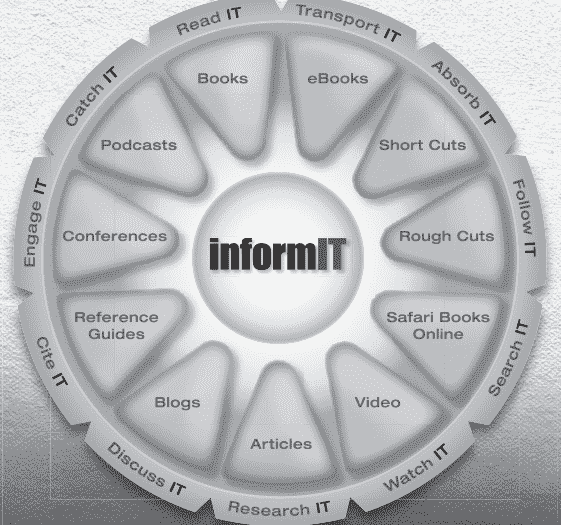 Read IT
Transport IT
Absorb IT
Follow IT
Search IT
Watch IT
Research IT
Discuss IT
Cite IT
Engage IT
Catch IT
Books
eBooks
Short Cuts
Rough Cuts
Safari Books
Online
Video
Articles
Blogs
Reference
Guides
Conferences
Podcasts
informIT